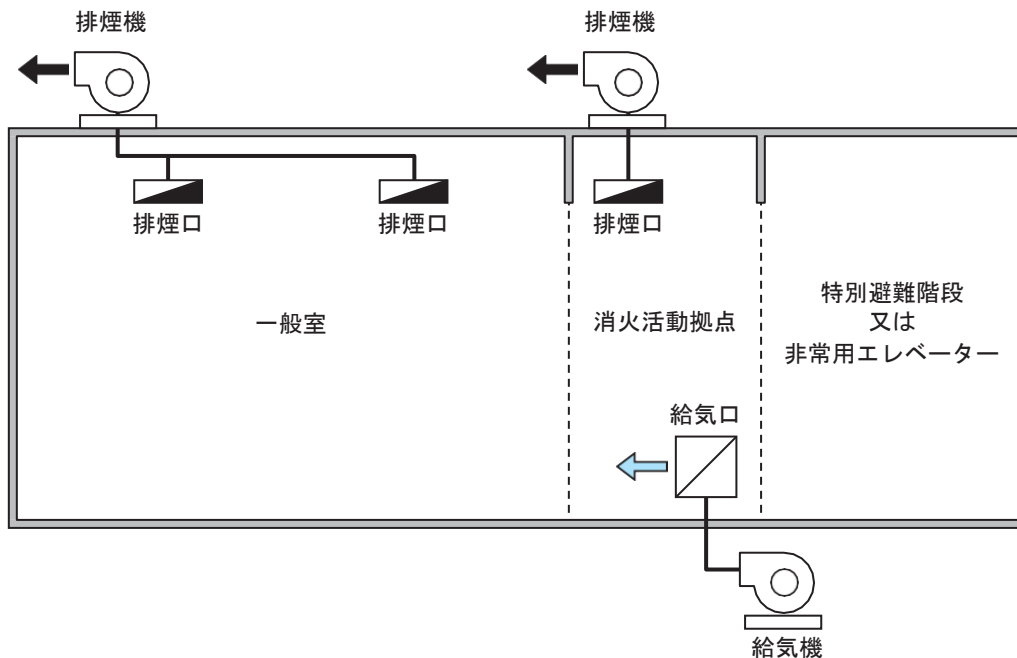 排煙機
排煙機
排煙口
排煙口
排煙口
一般室
消火活動拠点
特別避難階段
又は
非常用エレベーター
給気口
給気機